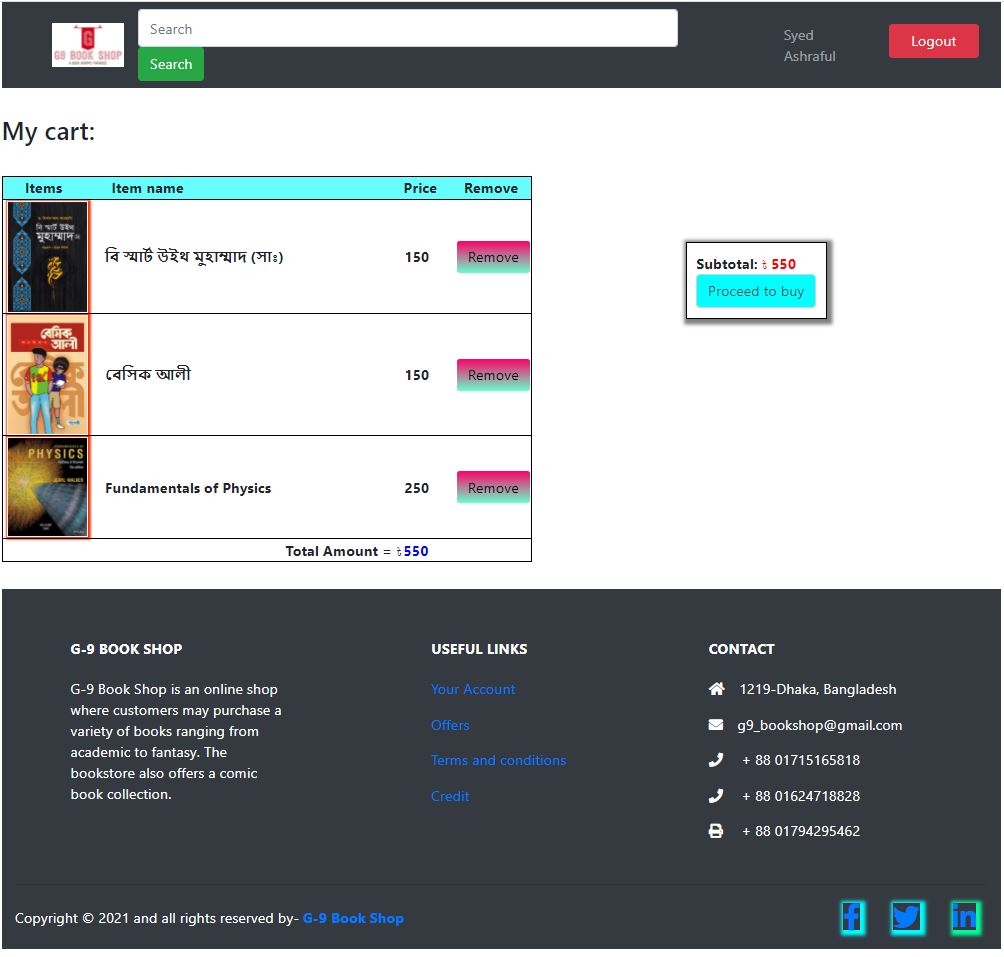 G9 BOOK SHOP
Search
Search
Syed
Ashraful
Logout
My cart:
Items Item name Price Remove
বি স্মার্ট উইথ
মুহাম্মাদ
বি স্মার্ট উইথ মুহাম্মাদ (সাঃ) 150 Remove
বেসিক
আলী
বেসিক আলী 150 Remove
PHYSICS
Fundamentals of Physics 250 Remove
Total Amount = ৳550
Subtotal: ৳ 550
Proceed to buy
G-9 BOOK SHOP
G-9 Book Shop is an online shop
where customers may purchase a
variety of books ranging from
academic to fantasy. The
bookstore also offers a comic
book collection.
USEFUL LINKS
Your Account
Offers
Terms and conditions
Credit
CONTACT
1219-Dhaka, Bangladesh
g9_bookshop@gmail.com
+ 88 01715165818
+ 88 01624718828
+ 88 01794295462
Copyright © 2021 and all rights reserved by- G-9 Book Shop